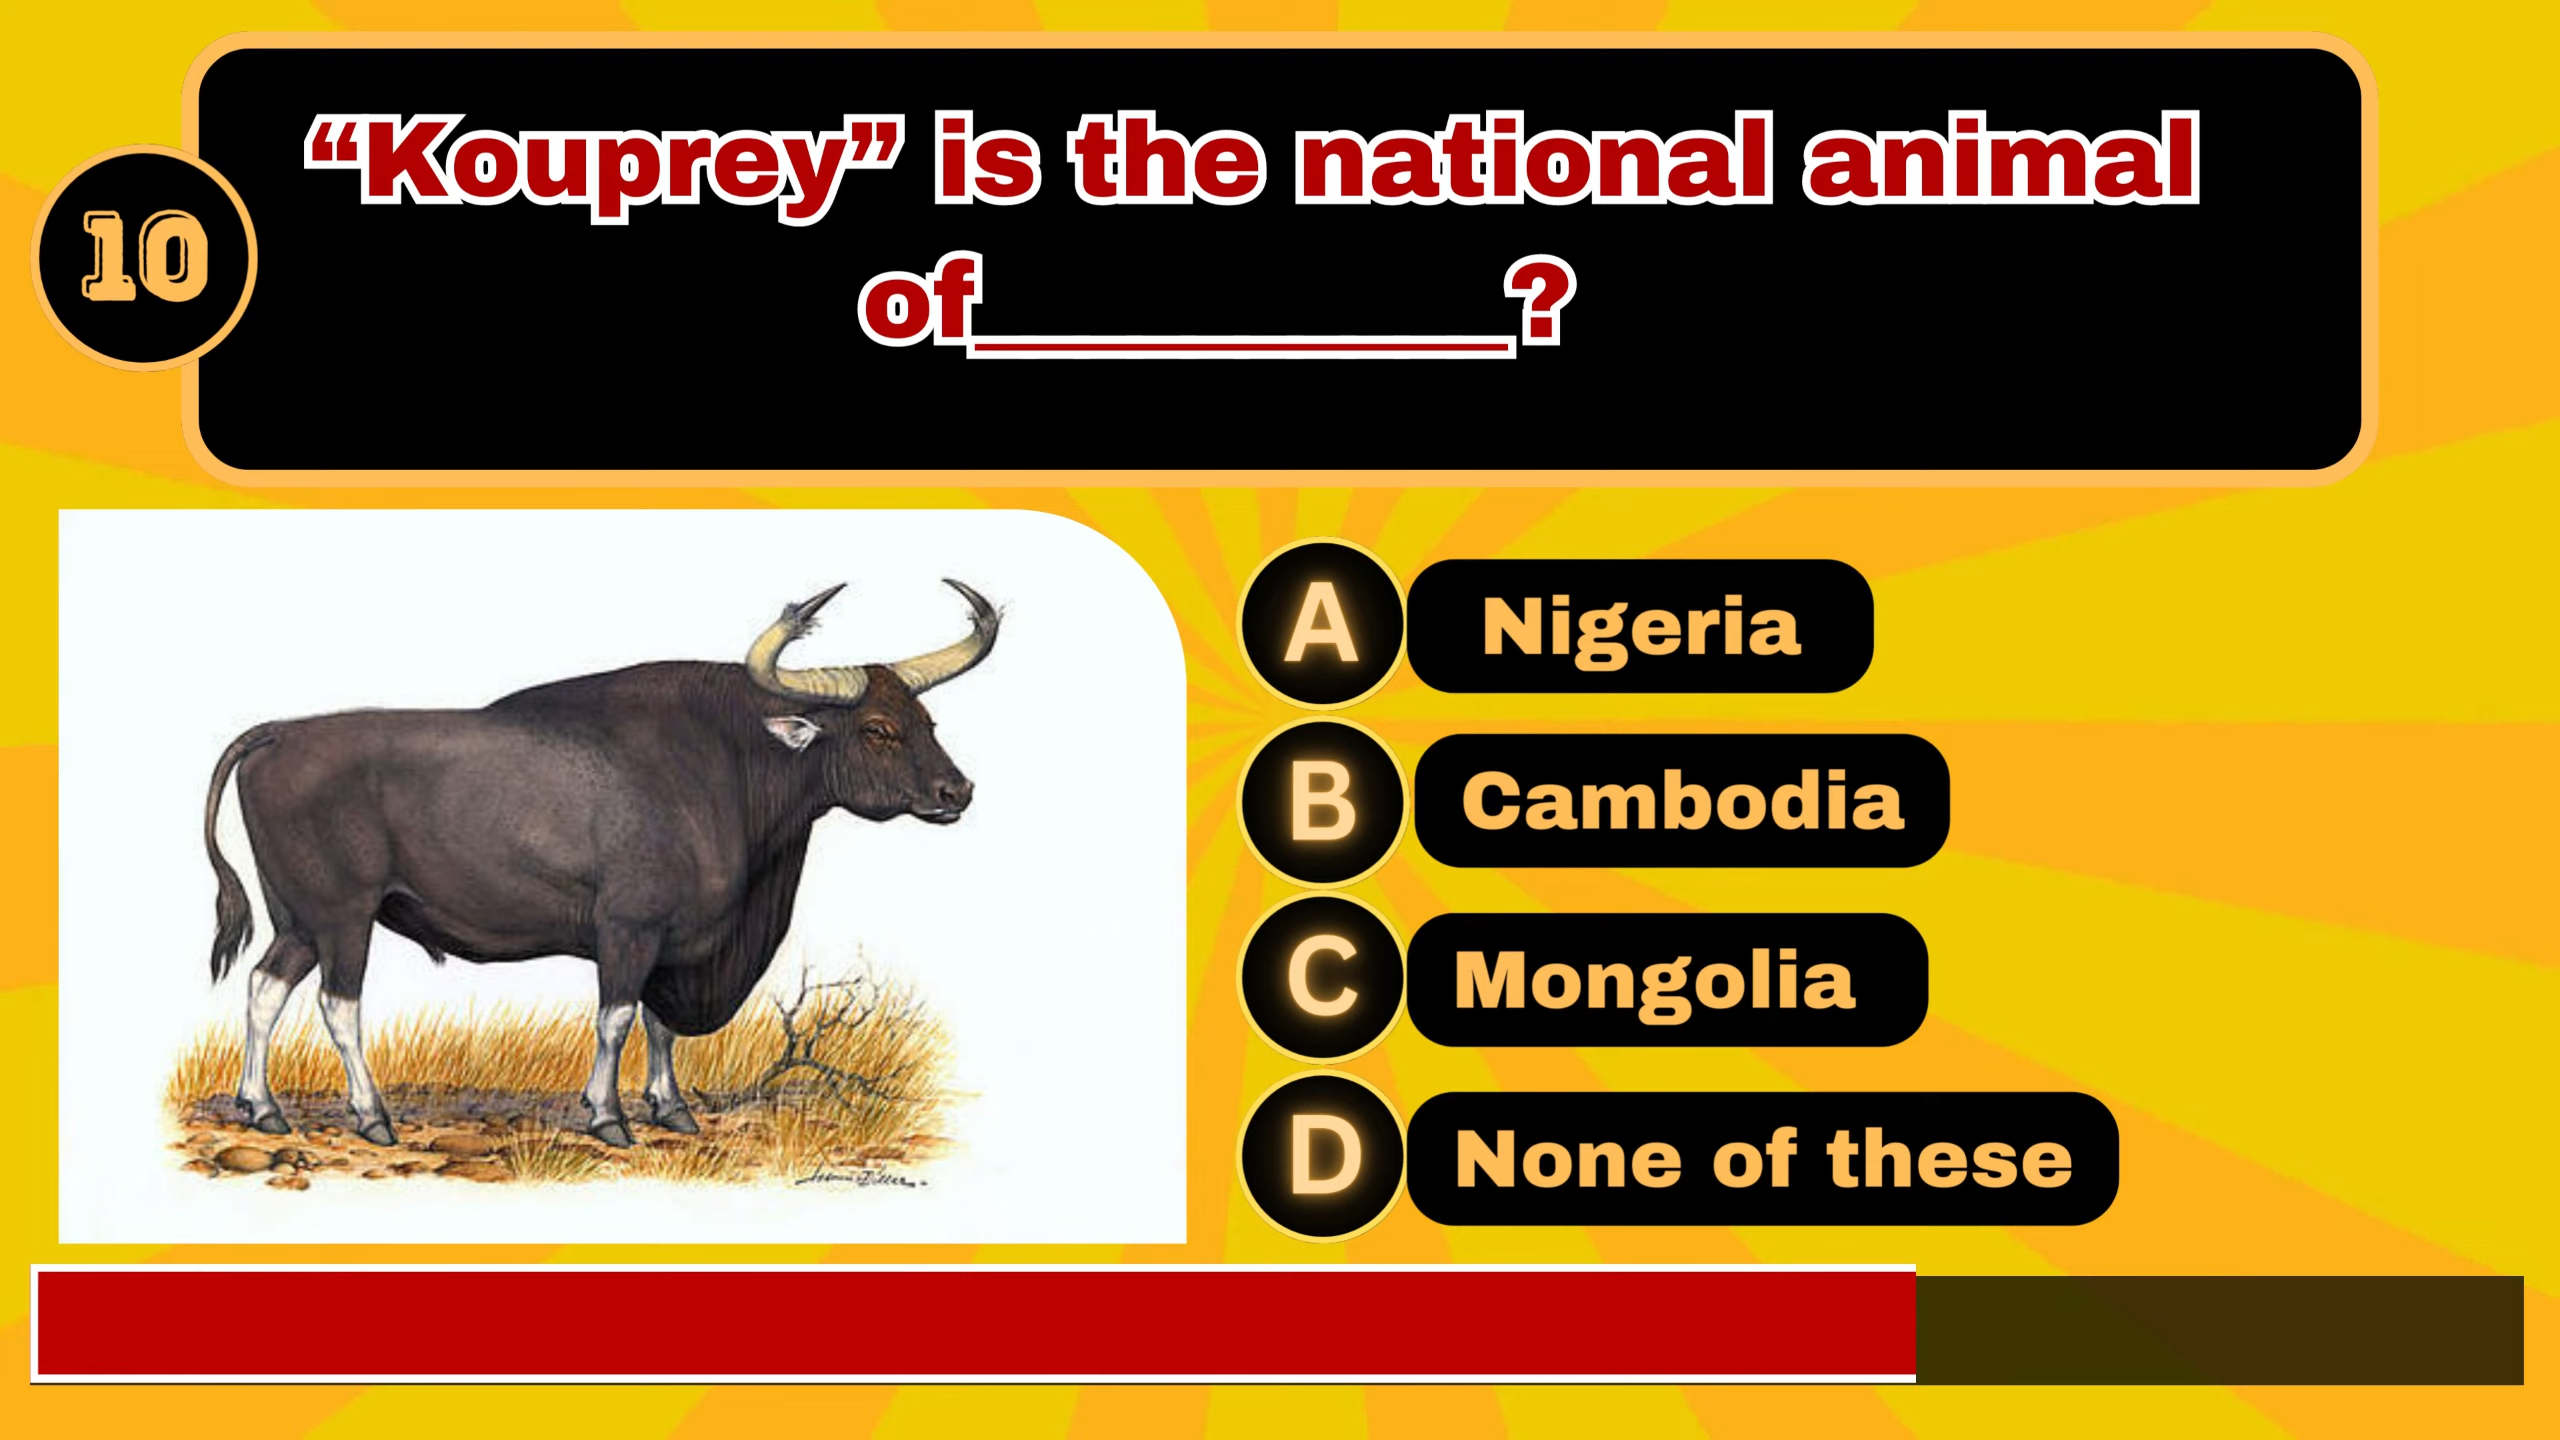 “Kouprey” is the national animal
of__________?
10
A Nigeria
B Cambodia
C Mongolia
D None of these